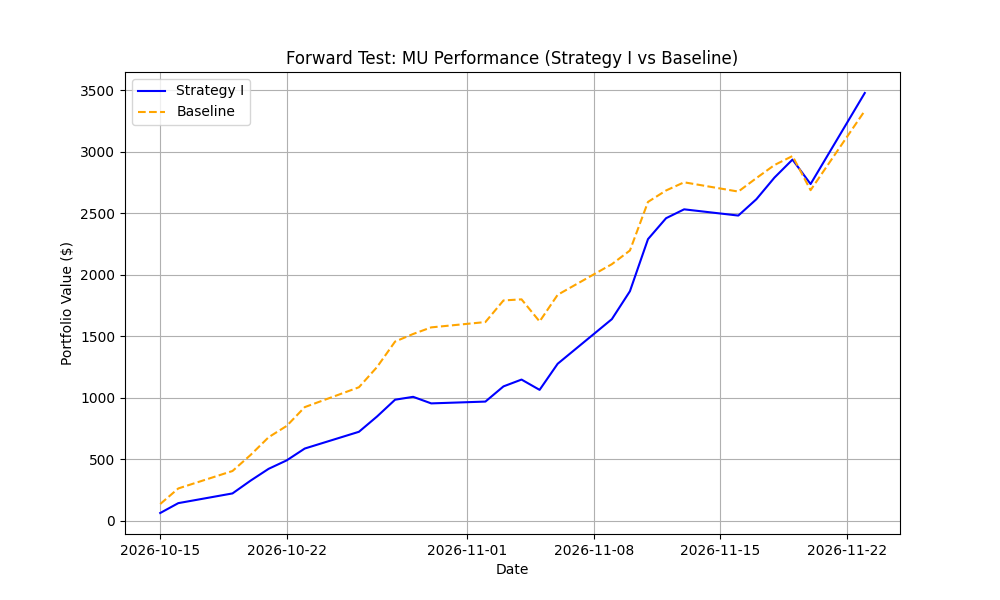 Forward Test: MU Performance (Strategy I vs Baseline)
Strategy I
Baseline
Portfolio Value ($)
3500
3000
2500
2000
1500
1000
500
0
2026-10-15
2026-10-22
2026-11-01
2026-11-08
2026-11-15
2026-11-22
Date